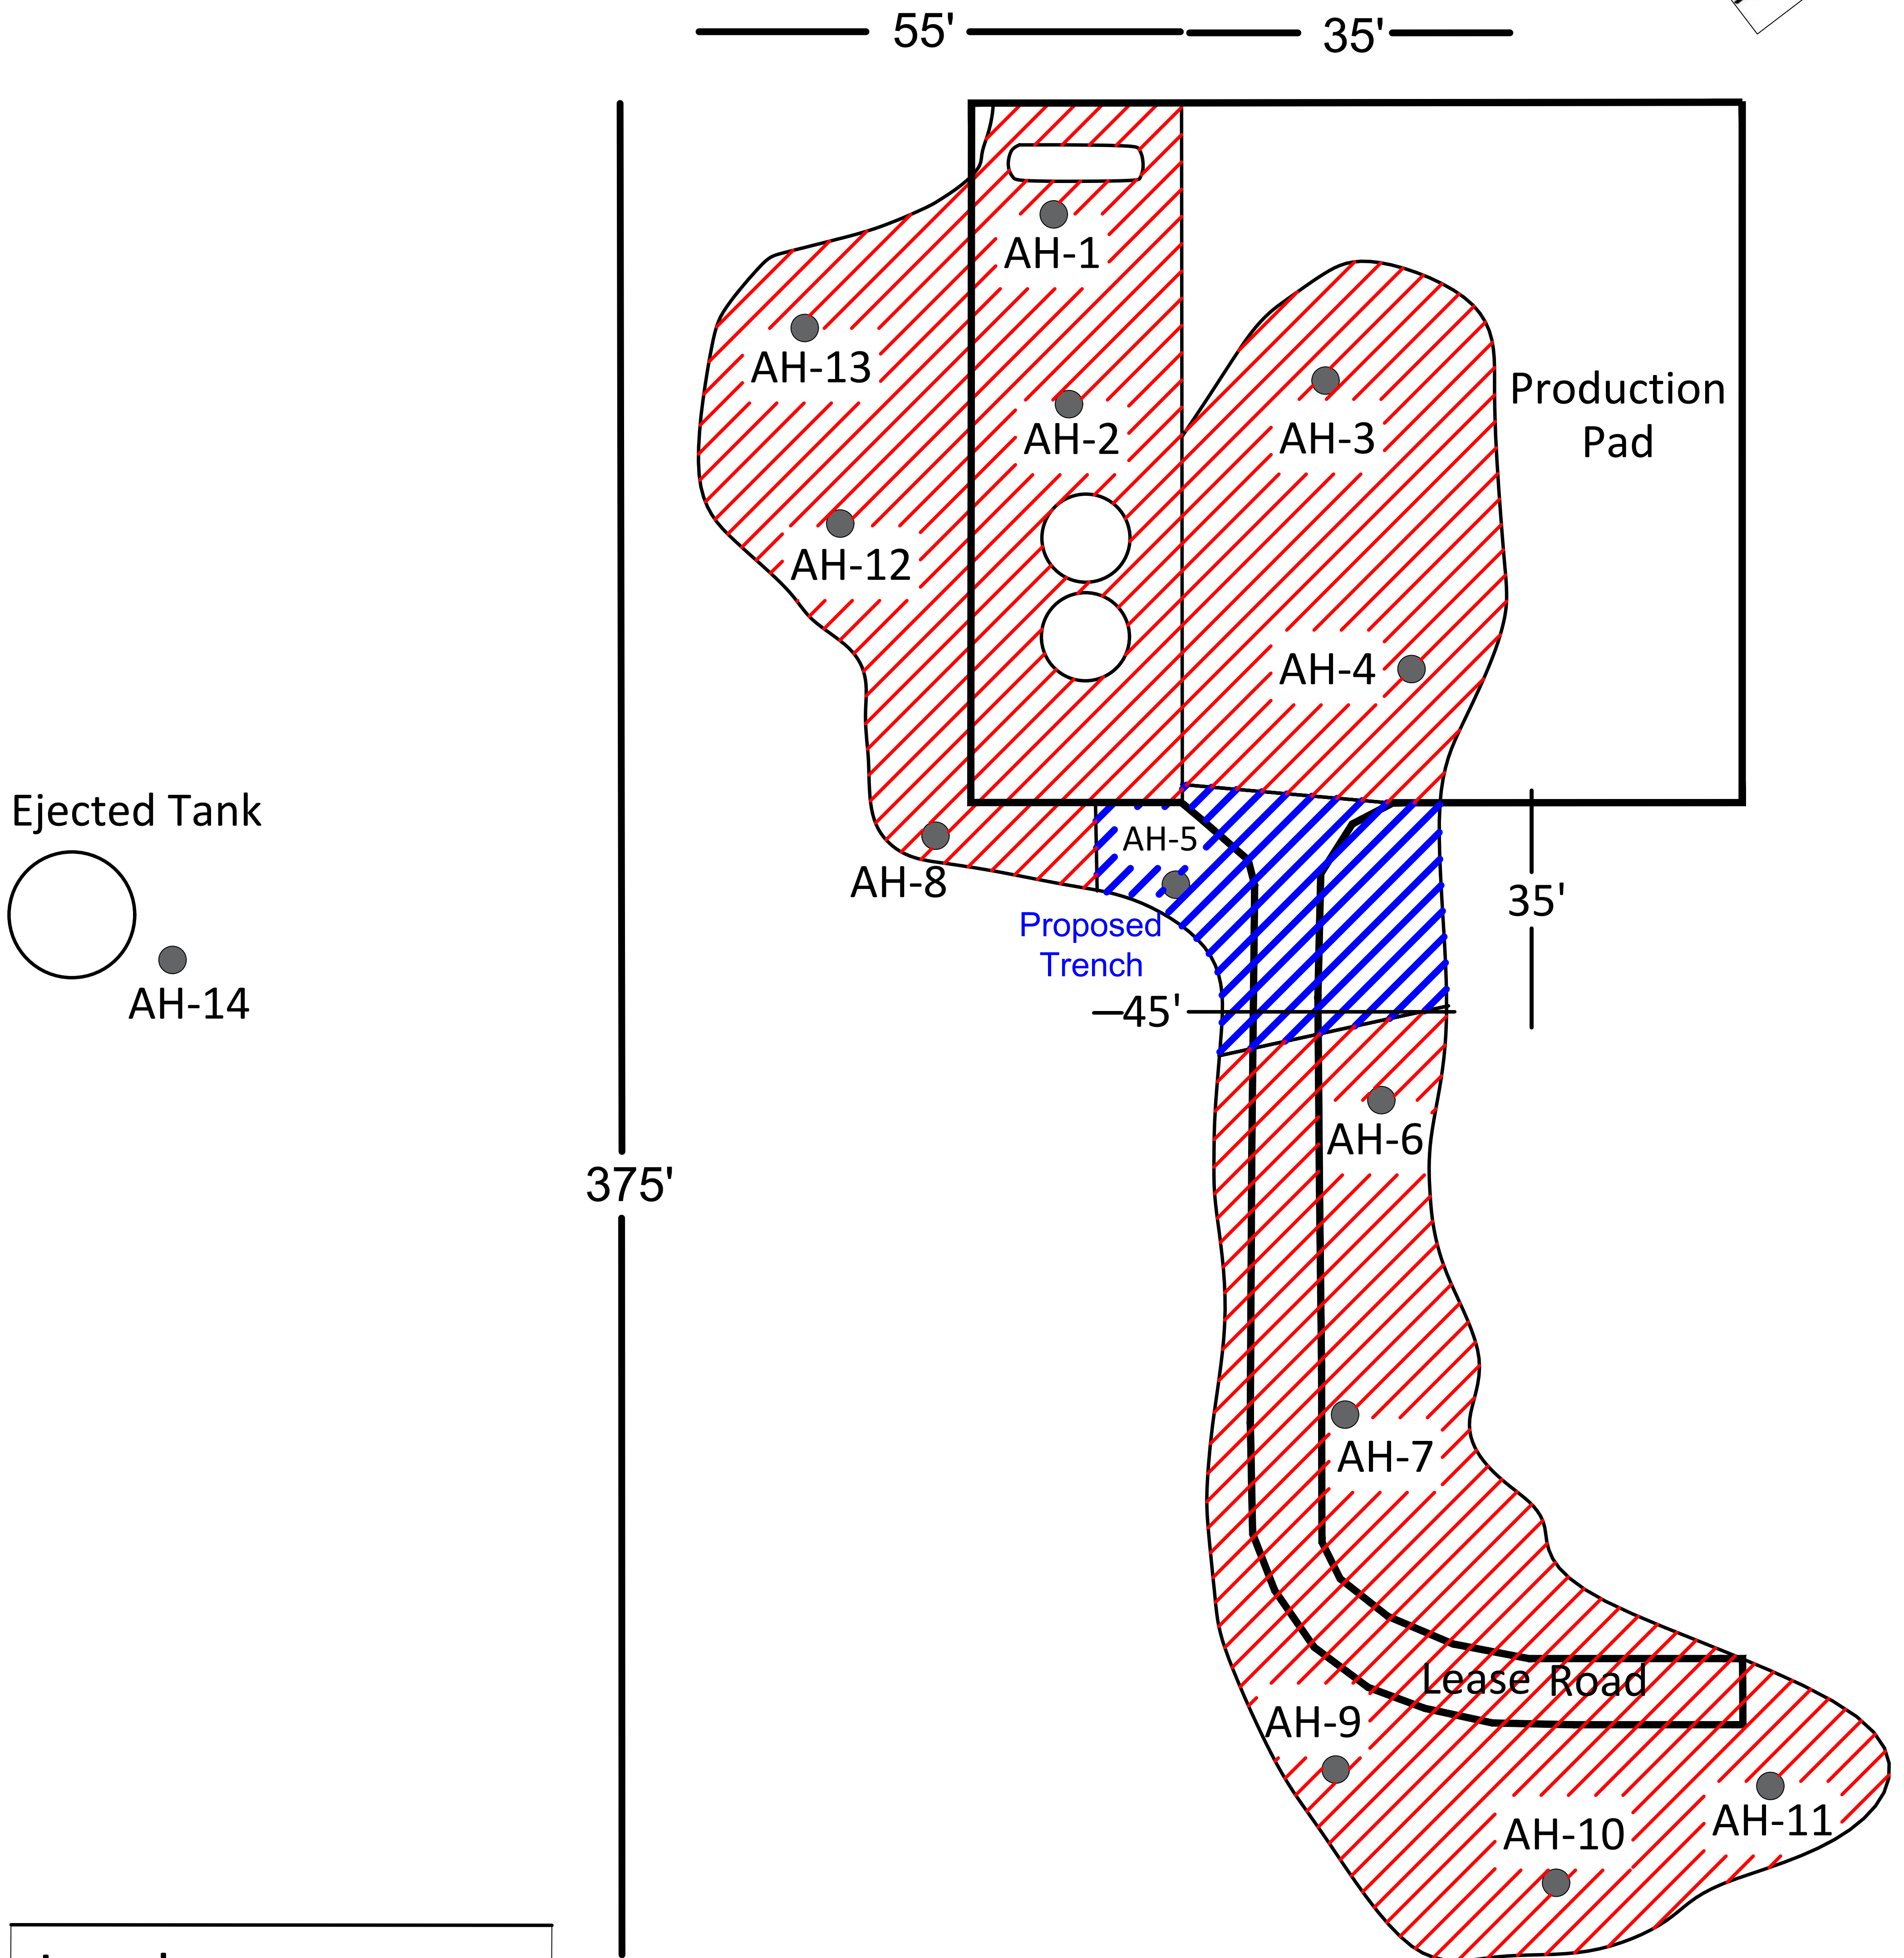 55'
35'
AH-1
AH-13
Production
Pad
AH-2
AH-3
AH-12
AH-4
Ejected Tank
AH-5
AH-8
35'
Proposed
Trench
AH-14
45'
AH-6
375'
AH-7
Lease Road
AH-9
AH-11
AH-10